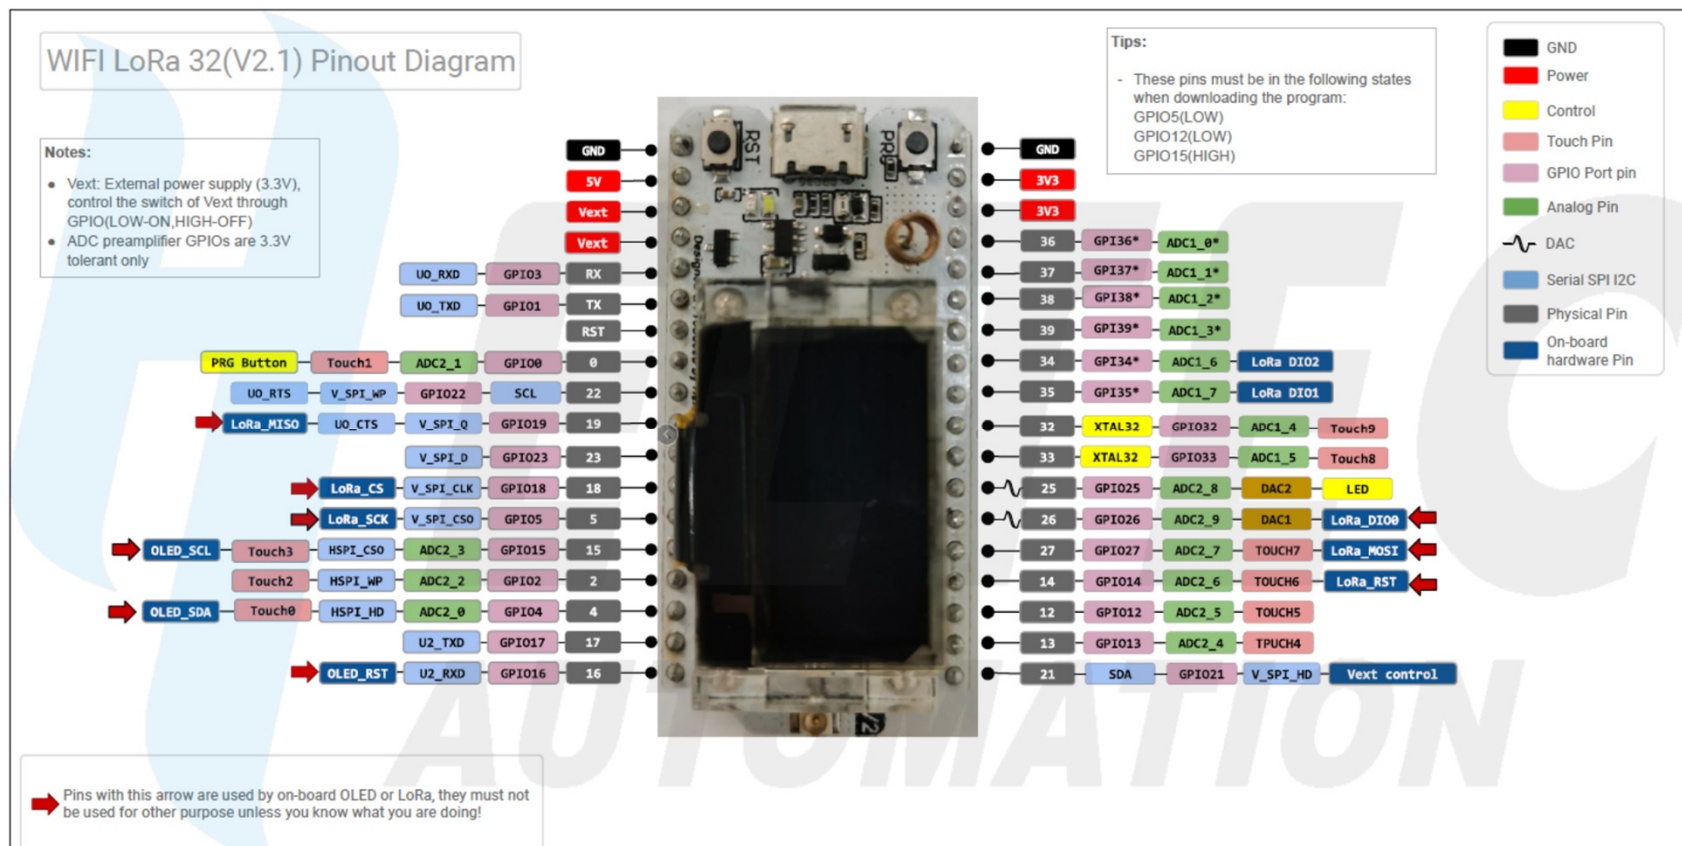 WIFI LoRa 32(V2.1) Pinout Diagram
Notes:
Vext: External power supply (3.3V),
control the switch of Vext through
GPIO(LOW-ON,HIGH-OFF)
ADC preamplifier GPIOs are 3.3V
tolerant only
Tips:
- These pins must be in the following states
when downloading the program:
GPIO5(LOW)
GPIO12(LOW)
GPIO15(HIGH)
GND
Power
Control
Touch Pin
GPIO Port pin
Analog Pin
DAC
Serial SPI I2C
Physical Pin
On-board
hardware Pin
GND
5V
Vext
Vext
UO_RXD GPIO3 RX
UO_TXD GPIO1 TX
RST
PRG Button Touch1 ADC2_1 GPIO0 0
UO_RTS V_SPI_WP GPIO22 SCL 22
LoRa_MISO UO_CTS V_SPI_Q GPIO19 19
V_SPI_D GPIO23 23
LoRa_CS V_SPI_CLK GPIO18 18
LoRa_SCK V_SPI_CSO GPIO5 5
OLED_SCL Touch3 HSPI_CSO ADC2_3 GPIO15 15
Touch2 HSPI_WP ADC2_2 GPIO2 2
OLED_SDA Touch0 HSPI_HD ADC2_0 GPIO4 4
U2_TXD GPIO17 17
OLED_RST U2_RXD GPIO16 16
RST
PRG
GND
3V3
3V3
36 GPI36* ADC1_0*
37 GPI37* ADC1_1*
38 GPI38* ADC1_2*
39 GPI39* ADC1_3*
34 GPI34* ADC1_6 LoRa DIO2
35 GPI35* ADC1_7 LoRa DIO1
32 XTAL32 GPIO32 ADC1_4 Touch9
33 XTAL32 GPIO33 ADC1_5 Touch8
25 GPIO25 ADC2_8 DAC2 LED
26 GPIO26 ADC2_9 DAC1 LoRa_DIO0
27 GPIO27 ADC2_7 TOUCH7 LoRa_MOSI
14 GPIO14 ADC2_6 TOUCH6 LoRa_RST
12 GPIO12 ADC2_5 TOUCH5
13 GPIO13 ADC2_4 TPUCH4
21 SDA GPIO21 V_SPI_HD Vext control
AUTOMATION
Pins with this arrow are used by on-board OLED or LoRa, they must not
be used for other purpose unless you know what you are doing!